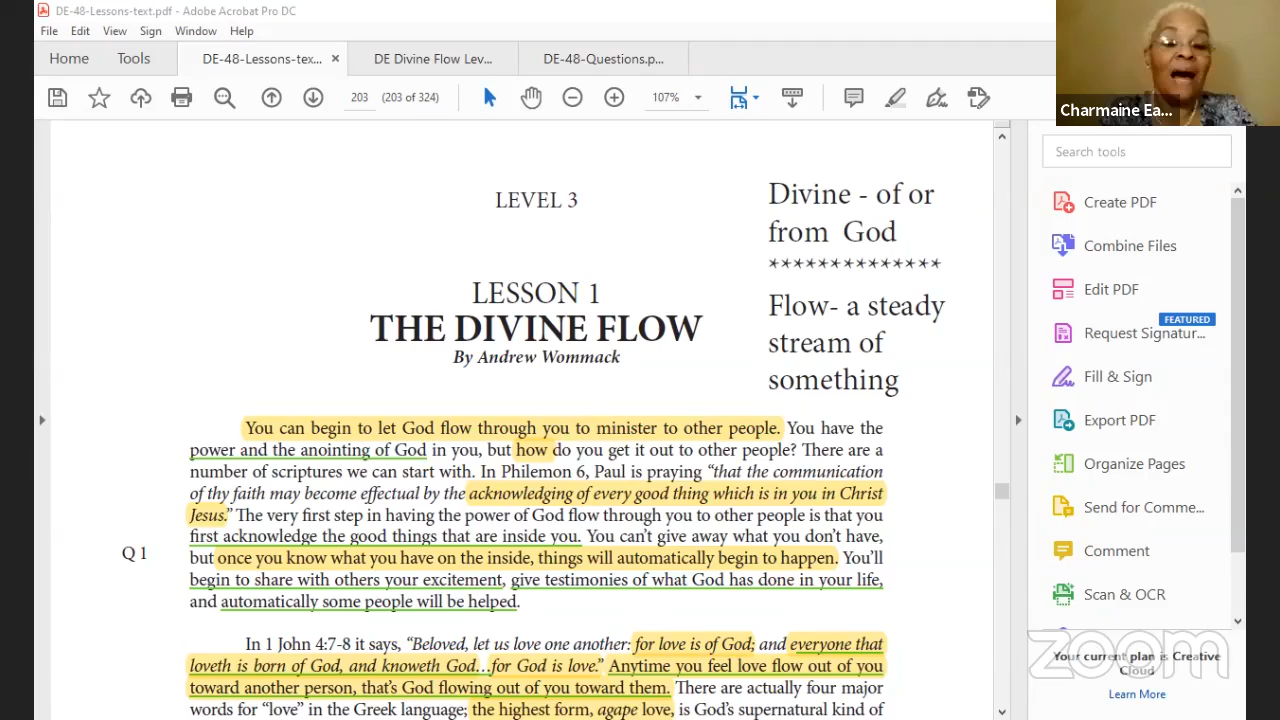 DE-48-Lessons-text.pdf - Adobe Acrobat Pro DC
File Edit View Sign Window Help
Home Tools DE-48-Lessons-tex... × DE Divine Flow Lev... DE-48-Questions.p...
203 (203 of 324) 107%
Charmaine Ea...
Search tools
Create PDF
Combine Files
Edit PDF
FEATURED
Request Signatur...
Fill & Sign
Export PDF
Organize Pages
Send for Comme...
Comment
Scan & OCR
Your current plan is Creative
Cloud
Learn More
zoom
LEVEL 3
LESSON 1
THE DIVINE FLOW
By Andrew Wommack
Divine - of or
from God
**************
Flow- a steady
stream of
something
You can begin to let God flow through you to minister to other people. You have the
power and the anointing of God in you, but how do you get it out to other people? There are a
number of scriptures we can start with. In Philemon 6, Paul is praying “that the communication
of thy faith may become effectual by the acknowledging of every good thing which is in you in Christ
Jesus.” The very first step in having the power of God flow through you to other people is that you
first acknowledge the good things that are inside you. You can’t give away what you don’t have,
Q 1
but once you know what you have on the inside, things will automatically begin to happen. You’ll
begin to share with others your excitement, give testimonies of what God has done in your life,
and automatically some people will be helped.
In 1 John 4:7-8 it says, “Beloved, let us love one another: for love is of God; and everyone that
loveth is born of God, and knoweth God…for God is love.” Anytime you feel love flow out of you
toward another person, that’s God flowing out of you toward them. There are actually four major
words for “love” in the Greek language; the highest form, agape love, is God’s supernatural kind of